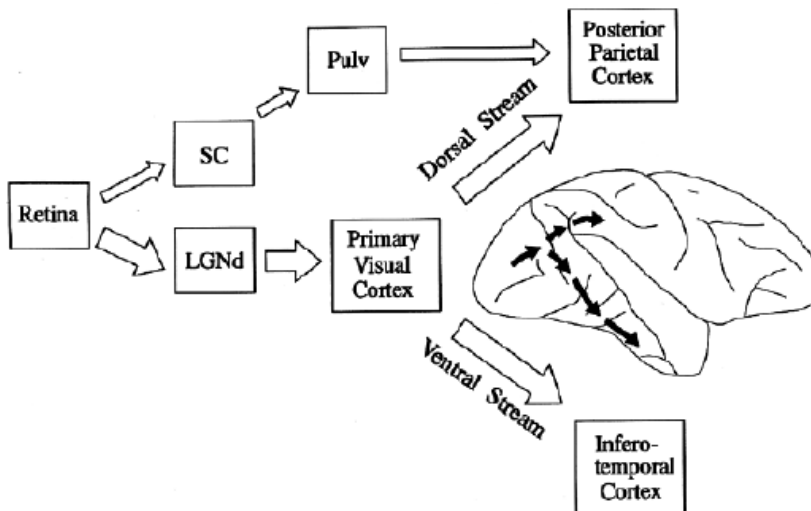 Posterior
Parietal
Cortex
Pulv
Dorsal Stream
SC
Retina
LGNd
Primary
Visual
Cortex
Ventral Stream
Infero-
temporal
Cortex